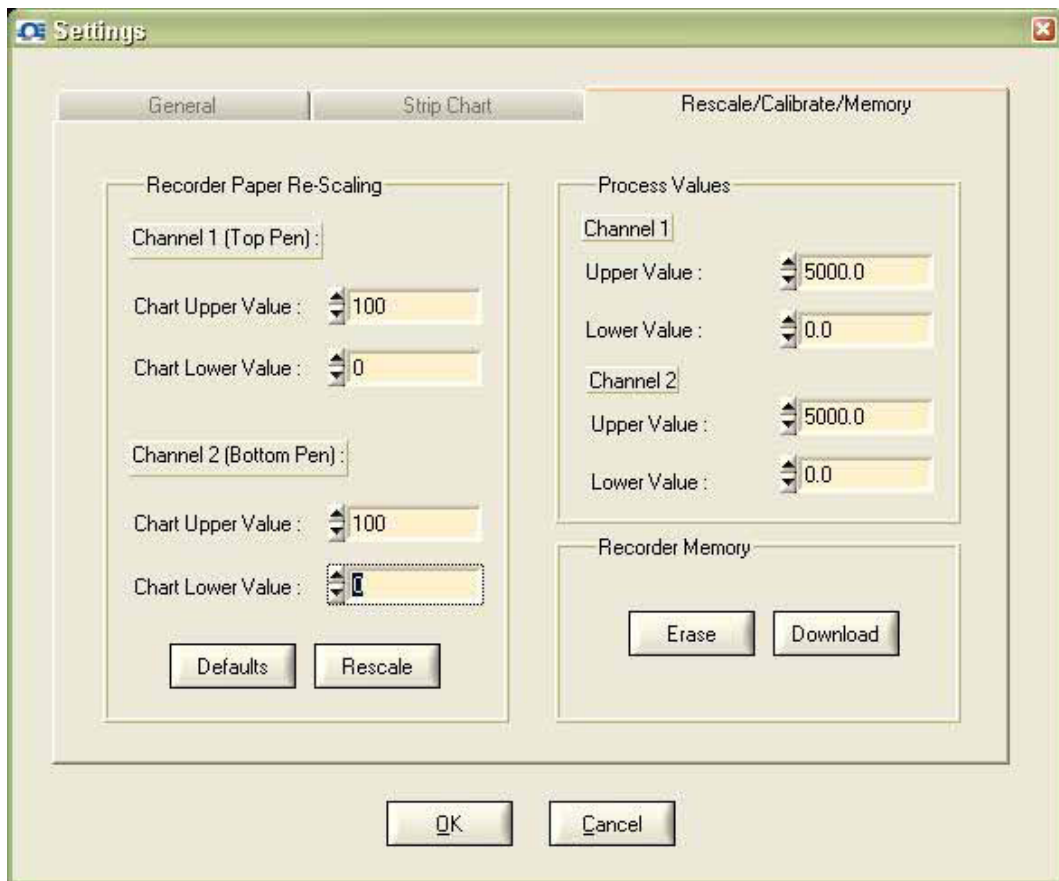 Settings
General
Strip Chart
Rescale/Calibrate/Memory
Recorder Paper Re-Scaling
Channel 1 (Top Pen) :
Chart Upper Value : 100
Chart Lower Value : 0
Channel 2 (Bottom Pen) :
Chart Upper Value : 100
Chart Lower Value : 0
Defaults
Rescale
Process Values
Channel 1
Upper Value : 5000.0
Lower Value : 0.0
Channel 2
Upper Value : 5000.0
Lower Value : 0.0
Recorder Memory
Erase
Download
OK
Cancel